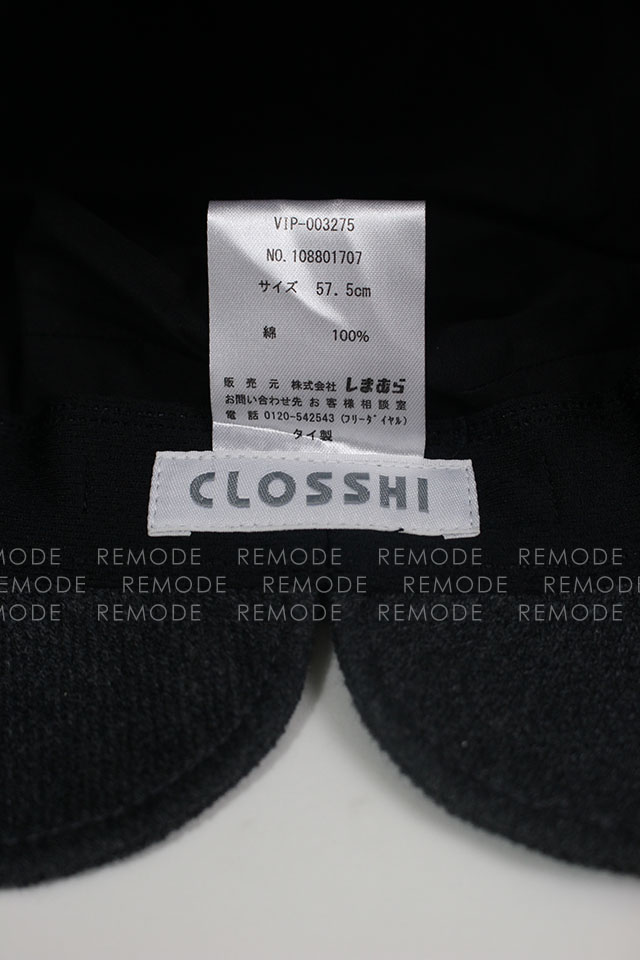 VIP-003275
NO.108801707
サイズ 57.5cm
綿 100%
販売元 株式会社 しまむら
お問い合わせ先 お客様相談室
電話 0120-542543 (フリーダイヤル)
タイ製
CLOSSHI
REMODE REMODE REMODE REMODE REMODE
REMODE REMODE REMODE REMODE REMODE
REMODE REMODE REMODE REMODE REMODE